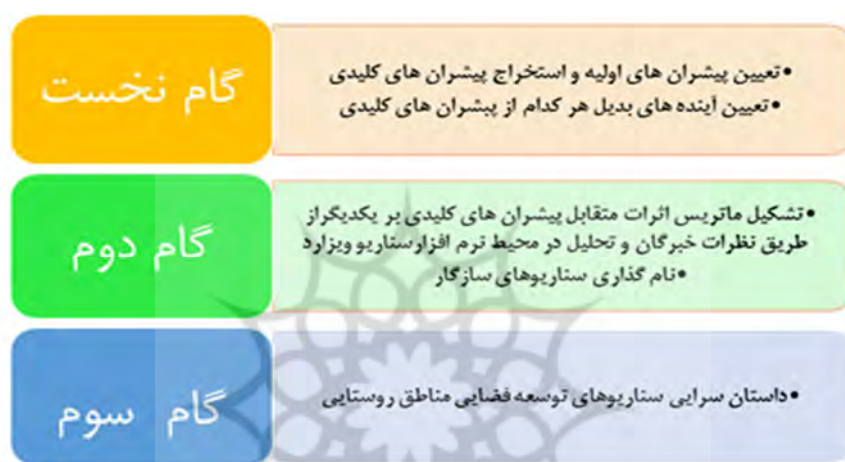 گام نخست
•تعیین پیشران های اولیه و استخراج پیشران های کلیدی
•تعیین آینده های بدیل هر کدام از پیشران های کلیدی
گام دوم
•تشکیل ماتریس اثرات متقابل پیشران های کلیدی بر یکدیگراز
طریق نظرات خبرگان و تحلیل در محیط نرم افزارسناریو ویزارد
•نام گذاری سناریوهای سازگار
گام سوم
•داستان سرایی سناریوهای توسعه فضایی مناطق روستایی